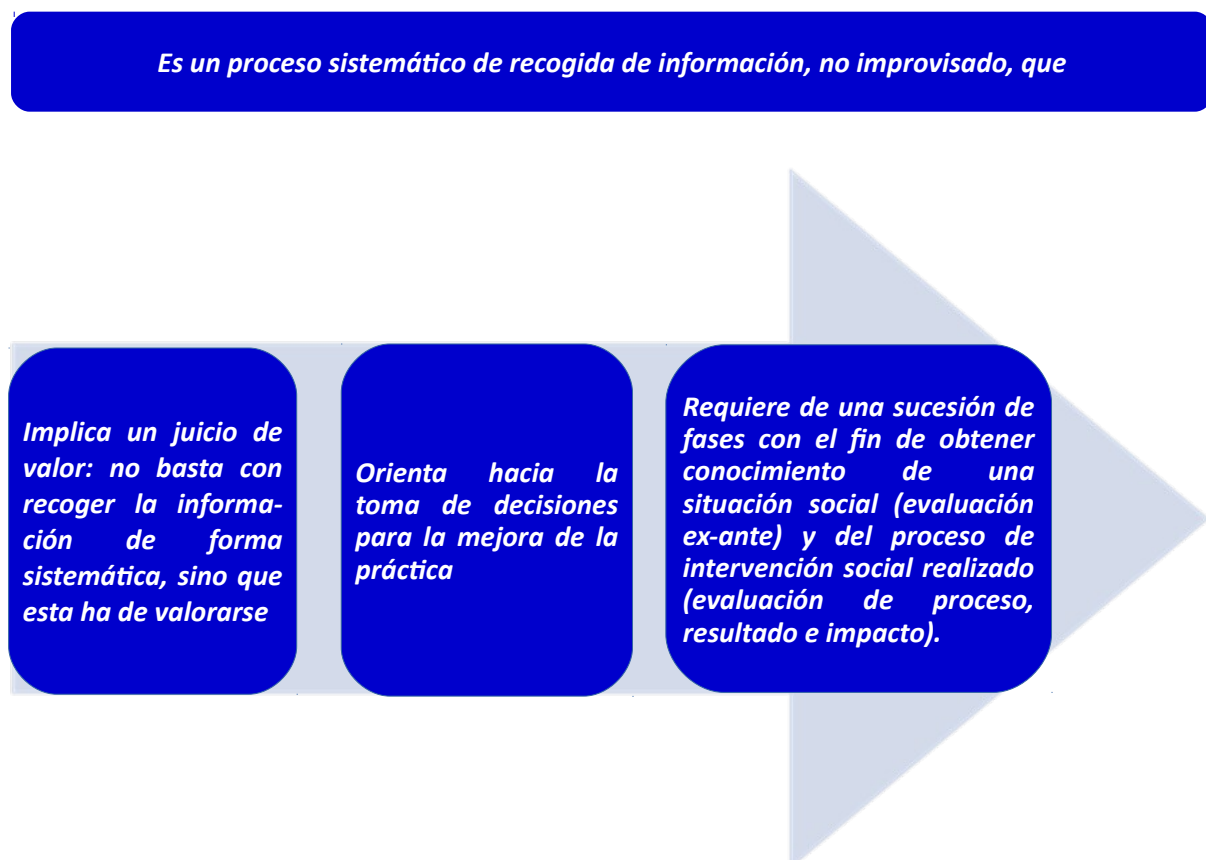 Es un proceso sistemático de recogida de información, no improvisado, que
Implica un juicio de
valor: no basta con
recoger la informa-
ción de forma
sistemática, sino que
esta ha de valorarse
Orienta hacia la
toma de decisiones
para la mejora de la
práctica
Requiere de una sucesión de
fases con el fin de obtener
conocimiento de una
situación social (evaluación
ex-ante) y del proceso de
intervención social realizado
(evaluación de proceso,
resultado e impacto).